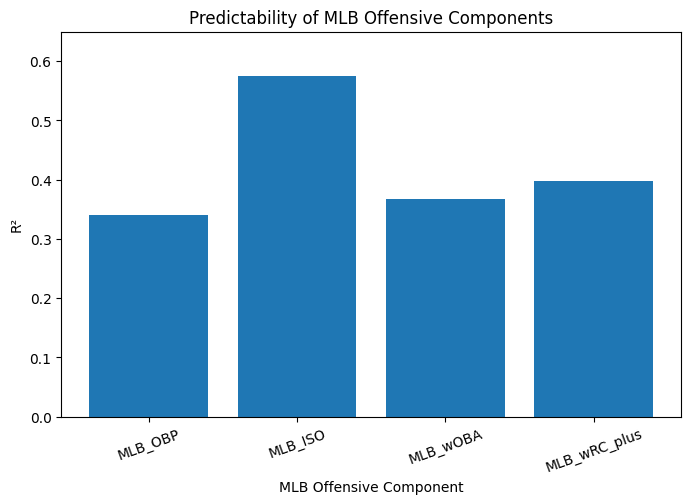 Predictability of MLB Offensive Components
R²
0.6
0.5
0.4
0.3
0.2
0.1
0.0
MLB_OBP
MLB_ISO
MLB_wOBA
MLB_wRC_plus
MLB Offensive Component